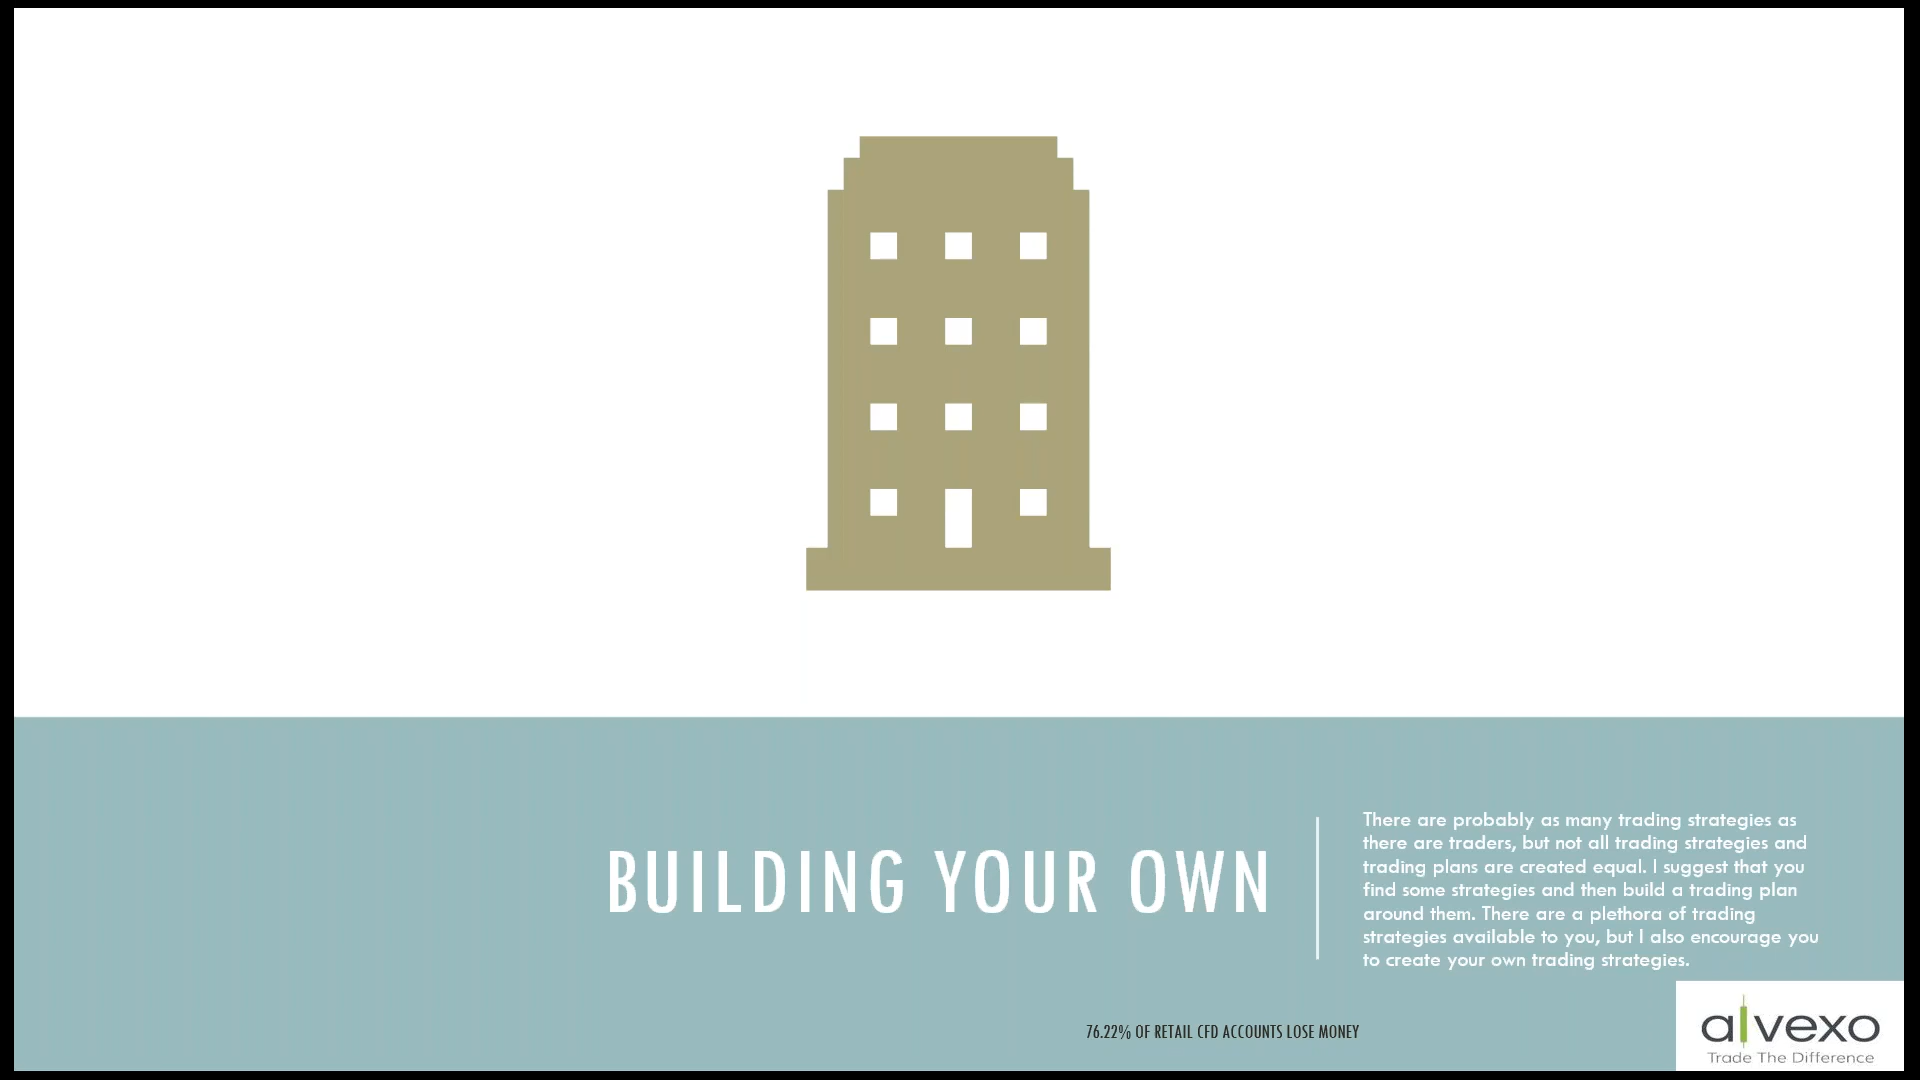 BUILDING YOUR OWN
There are probably as many trading strategies as
there are traders, but not all trading strategies and
trading plans are created equal. I suggest that you
find some strategies and then build a trading plan
around them. There are a plethora of trading
strategies available to you, but I also encourage you
to create your own trading strategies.
76.22% OF RETAIL CFD ACCOUNTS LOSE MONEY
alvexo
Trade The Difference